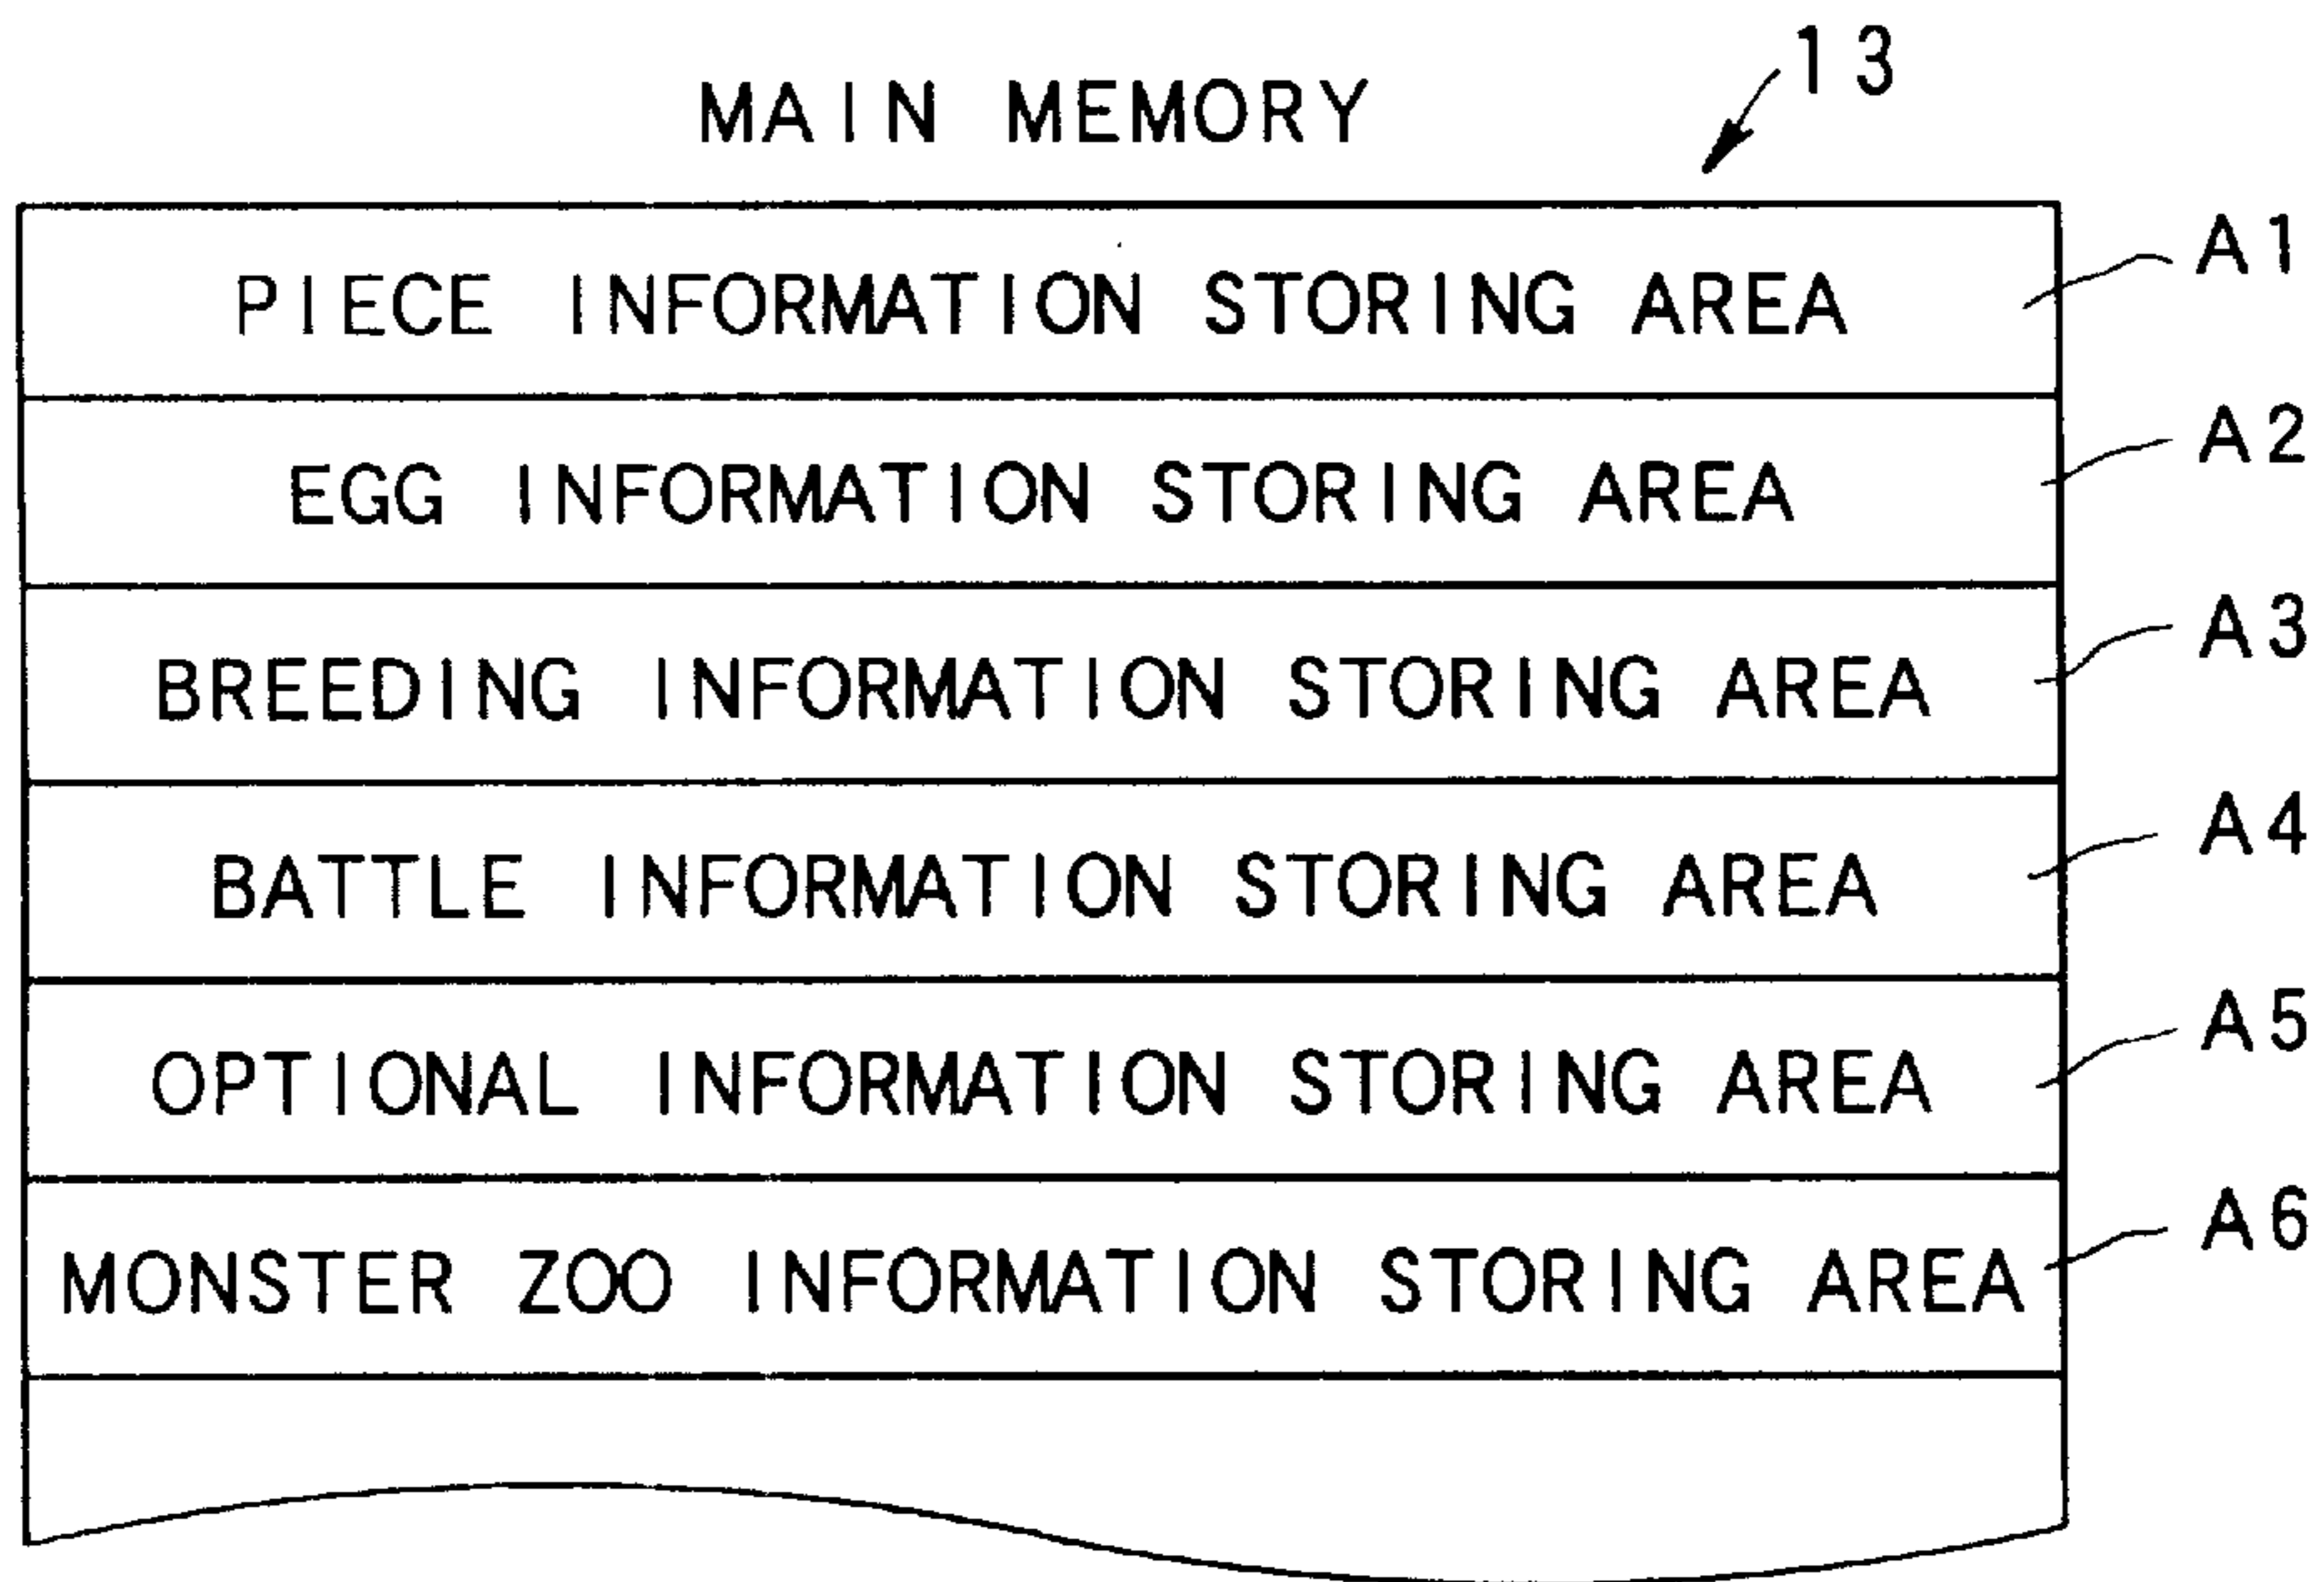 MAIN MEMORY 13
PIECE INFORMATION STORING AREA A1
EGG INFORMATION STORING AREA A2
BREEDING INFORMATION STORING AREA A3
BATTLE INFORMATION STORING AREA A4
OPTIONAL INFORMATION STORING AREA A5
MONSTER ZOO INFORMATION STORING AREA A6